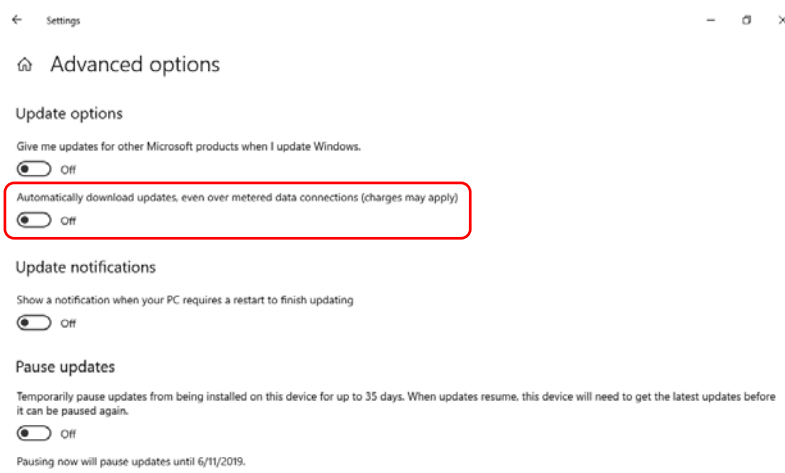 Settings
Advanced options
Update options
Give me updates for other Microsoft products when I update Windows.
Off
Automatically download updates, even over metered data connections (charges may apply)
Off
Update notifications
Show a notification when your PC requires a restart to finish updating
Off
Pause updates
Temporarily pause updates from being installed on this device for up to 35 days. When updates resume, this device will need to get the latest updates before
it can be paused again.
Off
Pausing now will pause updates until 6/11/2019.